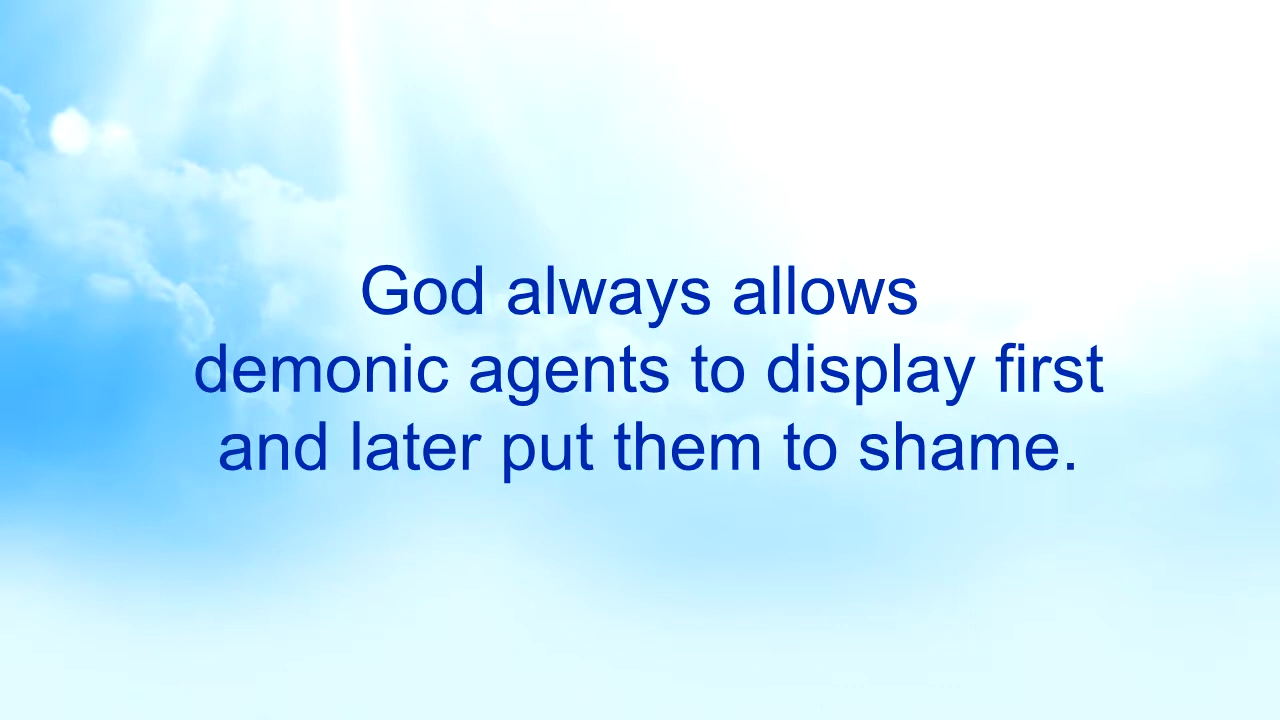 God always allows
demonic agents to display first
and later put them to shame.